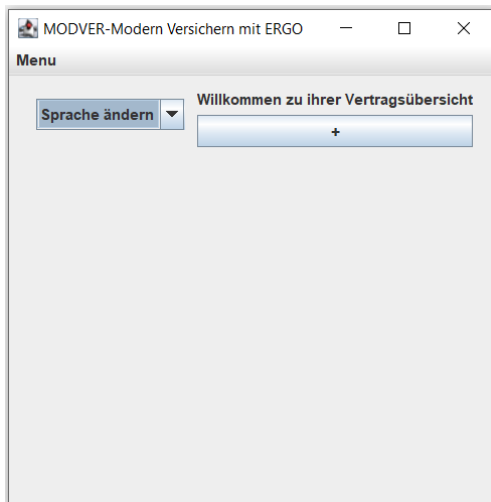 MODVER-Modern Versichern mit ERGO
Menu
Sprache ändern
Willkommen zu ihrer Vertragsübersicht
+